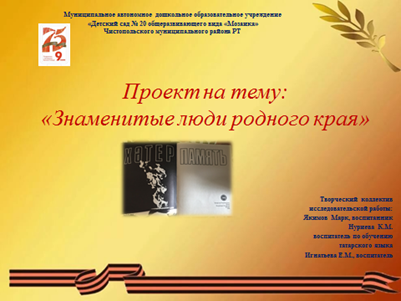 Муниципальное автономное дошкольное образовательное учреждение
«Детский сад № 20 общеразвивающего вида «Мозаика»
Чистопольского муниципального района РТ
75
9
Проект на тему:
«Знаменитые люди родного края»
ХӘТЕР ПАМЯТЬ
Творческий коллектив
исследовательской работы:
Якимов Марк, воспитанник
Нуриева К.М.
воспитатель по обучению
татарского языка
Игнатьева Е.М., воспитатель